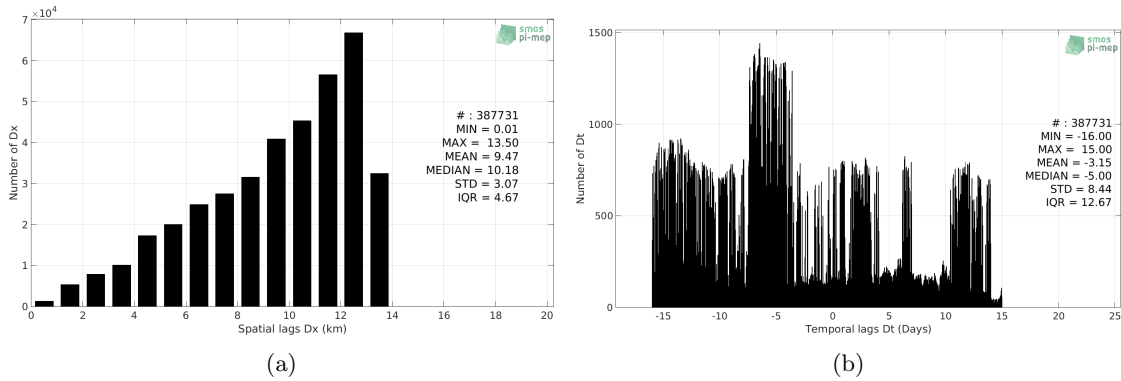 7 ×10⁴
6
5
4
3
2
1
0
Number of Dx
0 2 4 6 8 10 12 14 16 18 20
Spatial lags Dx (km)
smos
pi-mep
# : 387731
MIN = 0.01
MAX = 13.50
MEAN = 9.47
MEDIAN = 10.18
STD = 3.07
IQR = 4.67
(a)
1500
1000
500
0
Number of Dt
-15 -10 -5 0 5 10 15 20 25
Temporal lags Dt (Days)
smos
pi-mep
# : 387731
MIN = -16.00
MAX = 15.00
MEAN = -3.15
MEDIAN = -5.00
STD = 8.44
IQR = 12.67
(b)